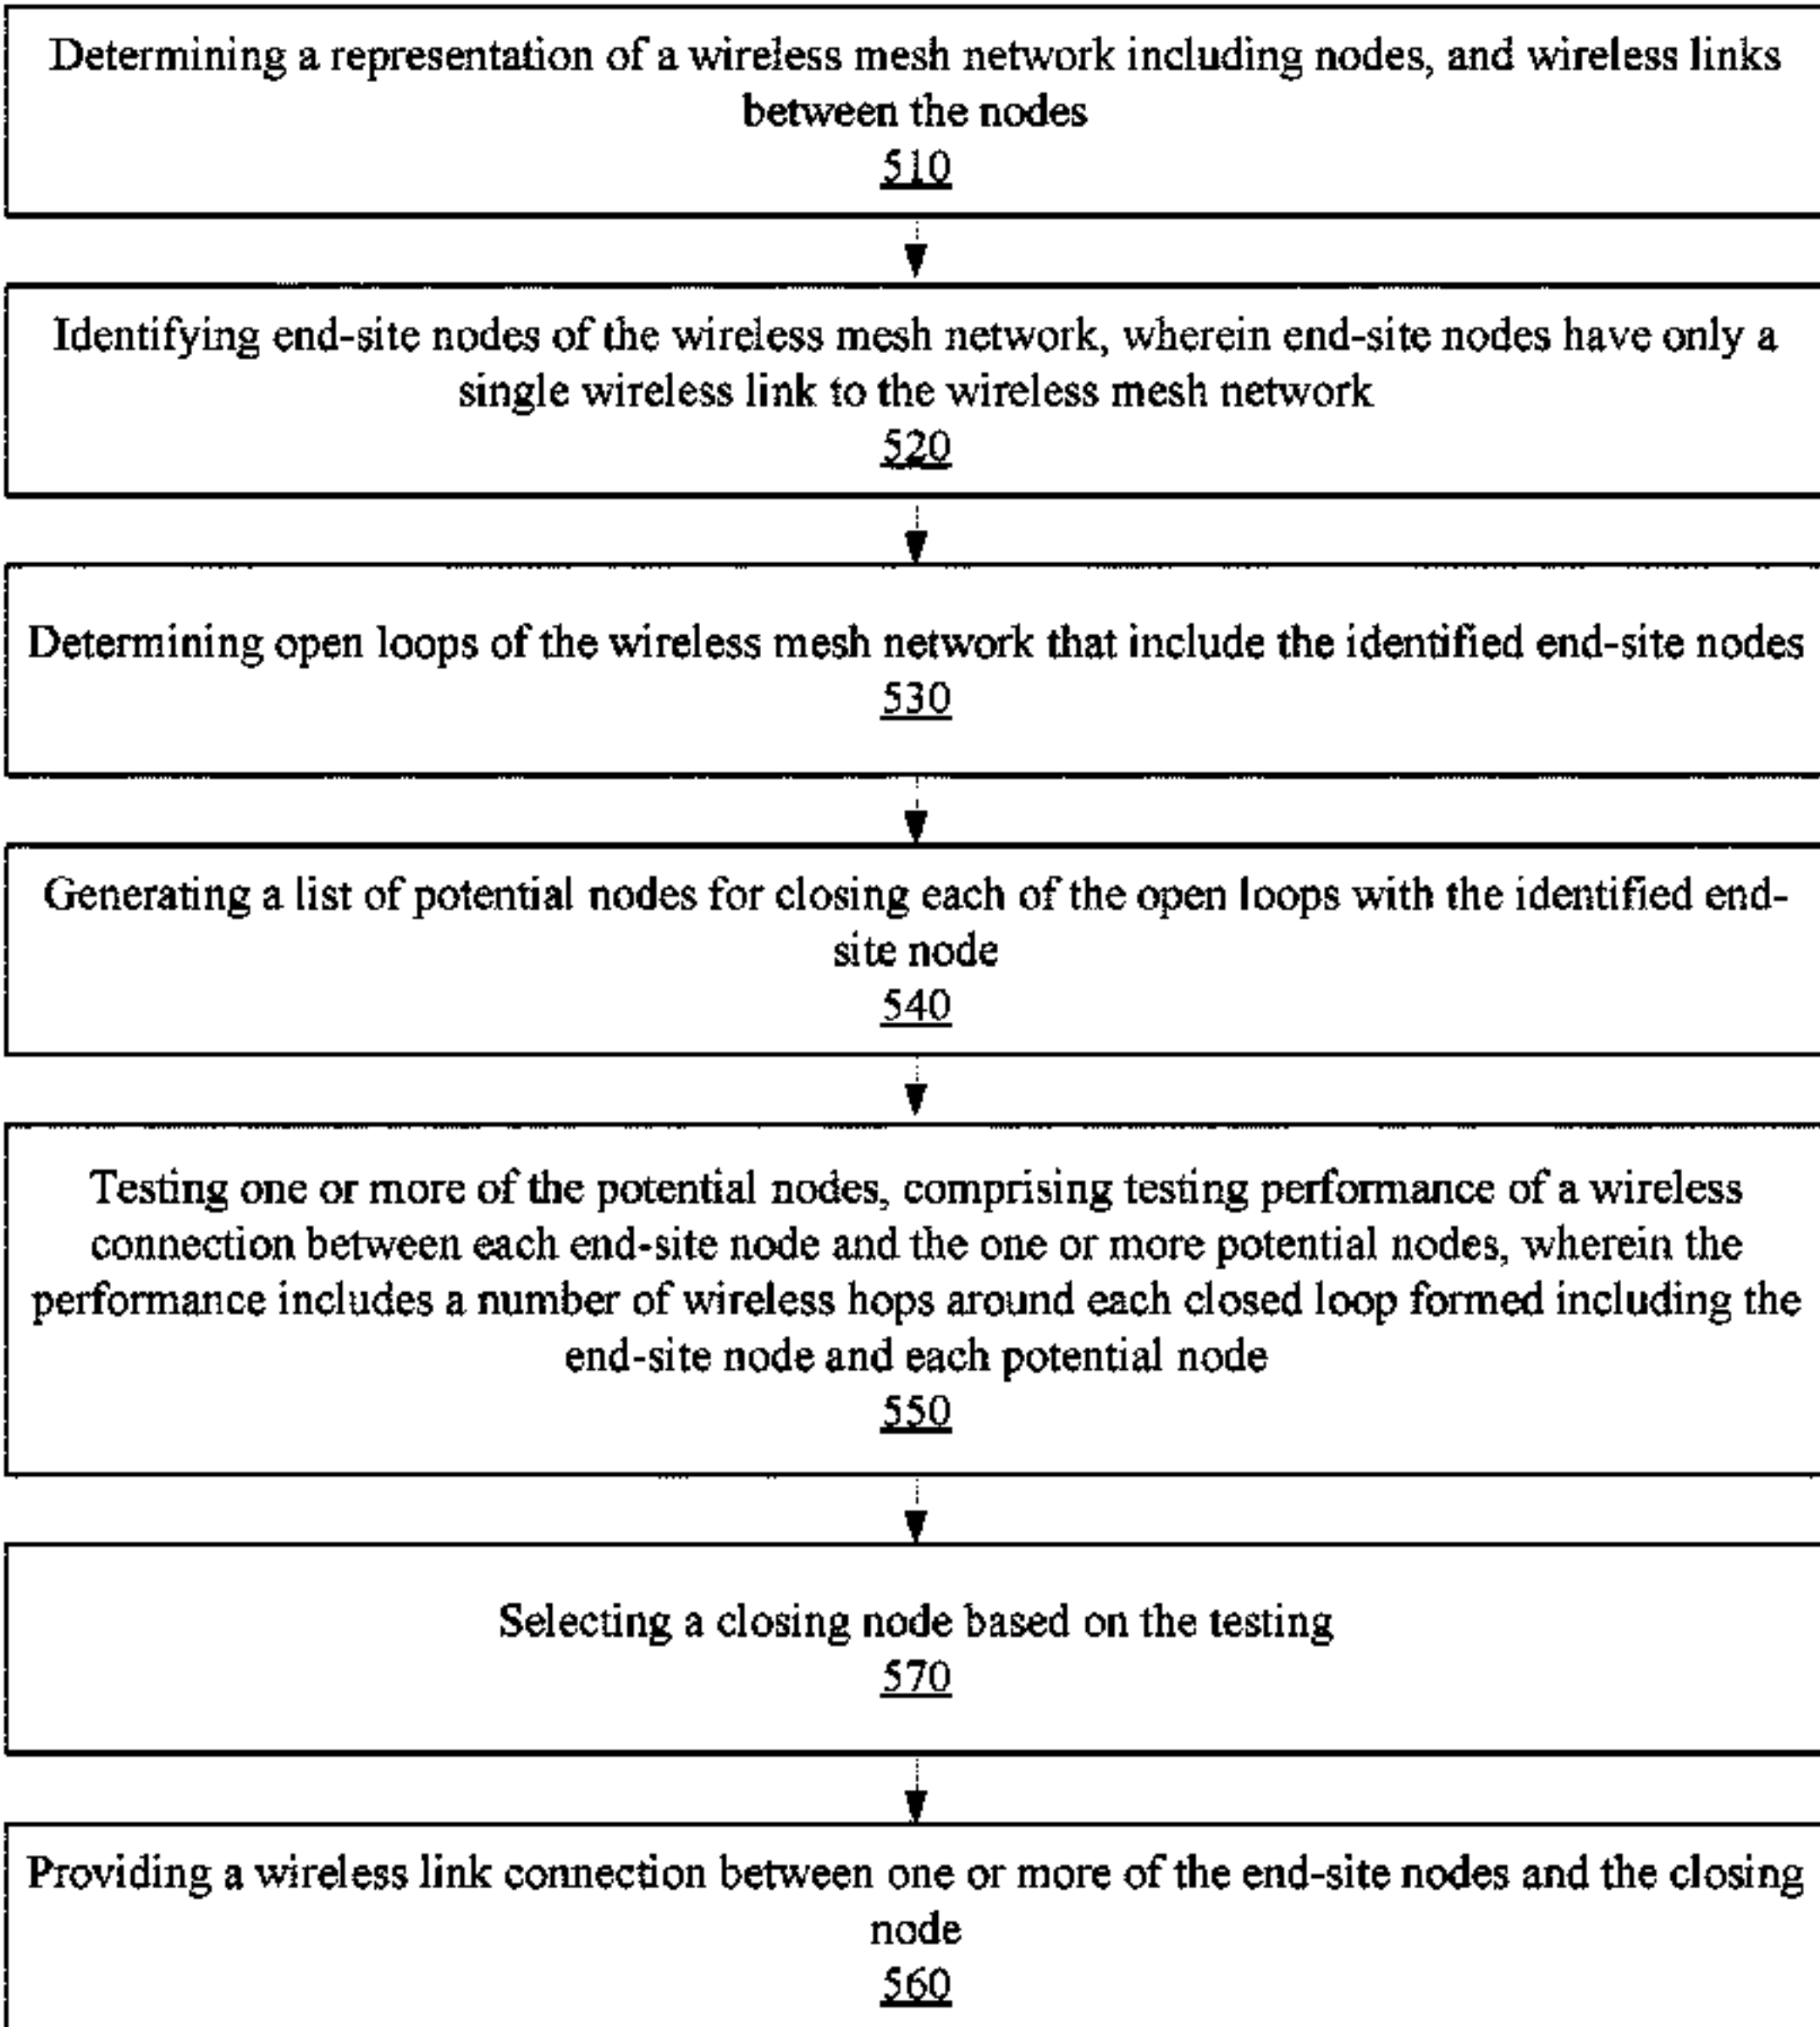 Determining a representation of a wireless mesh network including nodes, and wireless links
between the nodes
510
Identifying end-site nodes of the wireless mesh network, wherein end-site nodes have only a
single wireless link to the wireless mesh network
520
Determining open loops of the wireless mesh network that include the identified end-site nodes
530
Generating a list of potential nodes for closing each of the open loops with the identified end-
site node
540
Testing one or more of the potential nodes, comprising testing performance of a wireless
connection between each end-site node and the one or more potential nodes, wherein the
performance includes a number of wireless hops around each closed loop formed including the
end-site node and each potential node
550
Selecting a closing node based on the testing
570
Providing a wireless link connection between one or more of the end-site nodes and the closing
node
560